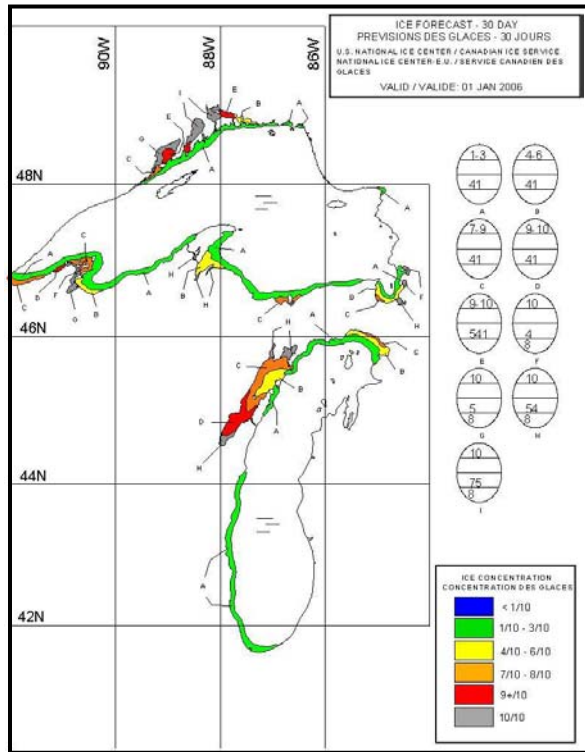 ICE FORECAST - 30 DAY
PREVISIONS DES GLACES - 30 JOURS
U.S. NATIONAL ICE CENTER / CANADIAN ICE SERVICE
NATIONAL ICE CENTER-E.U. / SERVICE CANADIEN DES
GLACES
VALID / VALIDE: 01 JAN 2006
90W
88W
86W
I
E
B
A
E
G
C
A
48N
A
A
C
D
F
G
B
A
H
B
H
A
C
D
C
A
F
H
46N
A
H
C
B
C
B
D
A
H
44N
A
42N
1-3
41
A
4-6
41
B
7-9
41
C
9-10
41
D
9-10
541
E
10
4
8
F
10
5
8
G
10
54
8
H
10
75
8
I
ICE CONCENTRATION
CONCENTRATION DES GLACES
< 1/10
1/10 - 3/10
4/10 - 6/10
7/10 - 8/10
9+/10
10/10